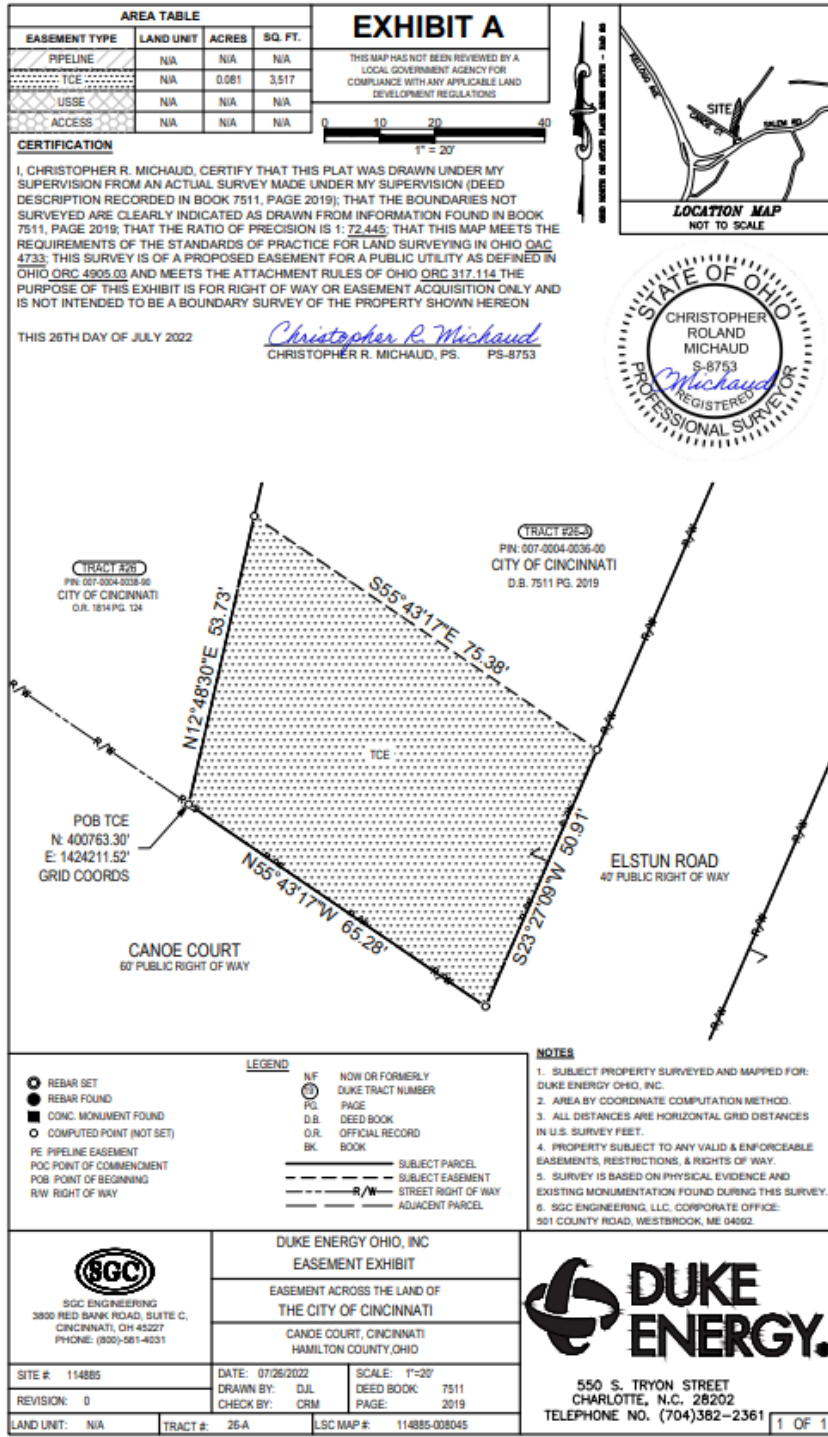 AREA TABLE
EASEMENT TYPE LAND UNIT ACRES SQ. FT.
PIPELINE N/A N/A N/A
TCE N/A 0.081 3,517
USSE N/A N/A N/A
ACCESS N/A N/A N/A
EXHIBIT A
THIS MAP HAS NOT BEEN REVIEWED BY A
LOCAL GOVERNMENT AGENCY FOR
COMPLIANCE WITH ANY APPLICABLE LAND
DEVELOPMENT REGULATIONS
0 10 20 40
1" = 20'
KELLOGG AVE
SITE
CANOE CT
SALEM RD
LOCATION MAP
NOT TO SCALE
CERTIFICATION
I, CHRISTOPHER R. MICHAUD, CERTIFY THAT THIS PLAT WAS DRAWN UNDER MY
SUPERVISION FROM AN ACTUAL SURVEY MADE UNDER MY SUPERVISION (DEED
DESCRIPTION RECORDED IN BOOK 7511, PAGE 2019); THAT THE BOUNDARIES NOT
SURVEYED ARE CLEARLY INDICATED AS DRAWN FROM INFORMATION FOUND IN BOOK
7511, PAGE 2019; THAT THE RATIO OF PRECISION IS 1: 72,445; THAT THIS MAP MEETS THE
REQUIREMENTS OF THE STANDARDS OF PRACTICE FOR LAND SURVEYING IN OHIO OAC
4733; THIS SURVEY IS OF A PROPOSED EASEMENT FOR A PUBLIC UTILITY AS DEFINED IN
OHIO ORC 4905.03 AND MEETS THE ATTACHMENT RULES OF OHIO ORC 317.114 THE
PURPOSE OF THIS EXHIBIT IS FOR RIGHT OF WAY OR EASEMENT ACQUISITION ONLY AND
IS NOT INTENDED TO BE A BOUNDARY SURVEY OF THE PROPERTY SHOWN HEREON
THIS 26TH DAY OF JULY 2022
Christopher R. Michaud
CHRISTOPHER R. MICHAUD, PS. PS-8753
STATE OF OHIO
CHRISTOPHER
ROLAND
MICHAUD
S-8753
CMichaud
REGISTERED
PROFESSIONAL SURVEYOR
TRACT #26
PIN: 007-0004-0038-90
CITY OF CINCINNATI
O.R. 1814 PG. 124
TRACT #26-A
PIN: 007-0004-0036-00
CITY OF CINCINNATI
D.B. 7511 PG. 2019
N12°48'30"E 53.73'
S55°43'17"E 75.38'
R/W
R/W
R/W
R/W
R/W
TCE
POB TCE
N: 400763.30'
E: 1424211.52'
GRID COORDS
N55°43'17"W 65.28'
S23°27'09"W 50.91'
ELSTUN ROAD
40' PUBLIC RIGHT OF WAY
CANOE COURT
60' PUBLIC RIGHT OF WAY
R/W
R/W
R/W
R/W
LEGEND
REBAR SET
REBAR FOUND
CONC. MONUMENT FOUND
COMPUTED POINT (NOT SET)
PE PIPELINE EASEMENT
POC POINT OF COMMENCMENT
POB POINT OF BEGINNING
R/W RIGHT OF WAY
N/F NOW OR FORMERLY
DUKE TRACT NUMBER
PG. PAGE
D.B. DEED BOOK
O.R. OFFICIAL RECORD
BK. BOOK
SUBJECT PARCEL
SUBJECT EASEMENT
R/W STREET RIGHT OF WAY
ADJACENT PARCEL
NOTES
1. SUBJECT PROPERTY SURVEYED AND MAPPED FOR:
DUKE ENERGY OHIO, INC.
2. AREA BY COORDINATE COMPUTATION METHOD.
3. ALL DISTANCES ARE HORIZONTAL GRID DISTANCES
IN U.S. SURVEY FEET.
4. PROPERTY SUBJECT TO ANY VALID & ENFORCEABLE
EASEMENTS, RESTRICTIONS, & RIGHTS OF WAY.
5. SURVEY IS BASED ON PHYSICAL EVIDENCE AND
EXISTING MONUMENTATION FOUND DURING THIS SURVEY.
6. SGC ENGINEERING, LLC, CORPORATE OFFICE:
501 COUNTY ROAD, WESTBROOK, ME 04092.
SGC
SGC ENGINEERING
3800 RED BANK ROAD, SUITE C,
CINCINNATI, OH 45227
PHONE: (800)-581-4031
DUKE ENERGY OHIO, INC
EASEMENT EXHIBIT
EASEMENT ACROSS THE LAND OF
THE CITY OF CINCINNATI
CANOE COURT, CINCINNATI
HAMILTON COUNTY,OHIO
SITE #: 114885
REVISION: 0
LAND UNIT: N/A
TRACT #: 26-A
DATE: 07/26/2022
DRAWN BY: DJL
CHECK BY: CRM
SCALE: 1"=20'
DEED BOOK: 7511
PAGE: 2019
LSC MAP #: 114885-008045
DUKE
ENERGY.
550 S. TRYON STREET
CHARLOTTE, N.C. 28202
TELEPHONE NO. (704)382-2361
1 OF 1